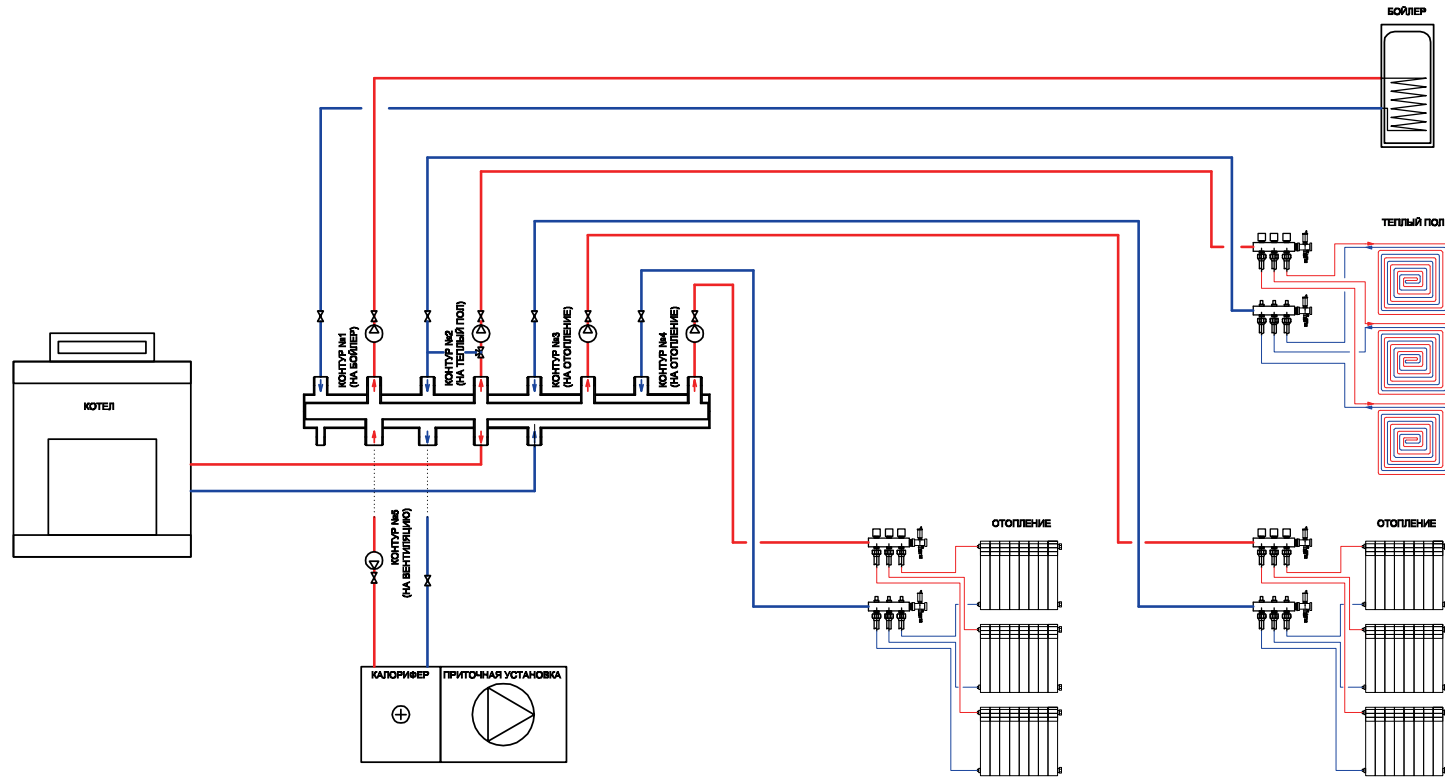 БОЙЛЕР
ТЕПЛЫЙ ПОЛ
КОНТУР №1
(НА БОЙЛЕР)
КОНТУР №2
(НА ТЕПЛЫЙ ПОЛ)
КОНТУР №3
(НА ОТОПЛЕНИЕ)
КОНТУР №4
(НА ОТОПЛЕНИЕ)
КОТЕЛ
КОНТУР №5
(НА ВЕНТИЛЯЦИЮ)
ОТОПЛЕНИЕ
ОТОПЛЕНИЕ
КАЛОРИФЕР
ПРИТОЧНАЯ УСТАНОВКА